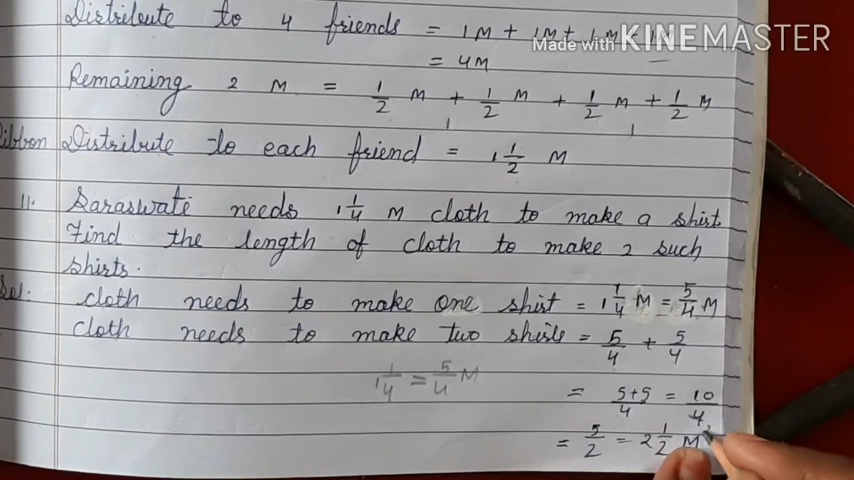 Distribute to 4 friends = 1M + 1M + 1M + 1M
Made with KINEMASTER
= 4M
Remaining 2 M = 1/2 M + 1/2 M + 1/2 M + 1/2 M
Ribbon Distribute to each friend = 1 1/2 M
11. Saraswate needs 1 1/4 M cloth to make a shirt
Find the length of cloth to make 2 such
shirts.
Sol: cloth needs to make one shist = 1 1/4 M = 5/4 M
cloth needs to make two = 5/4 + 5/4
1 1/4 = 5/4 M
= 5+5/4 = 10/4
= 5/2 = 2 1/2 M